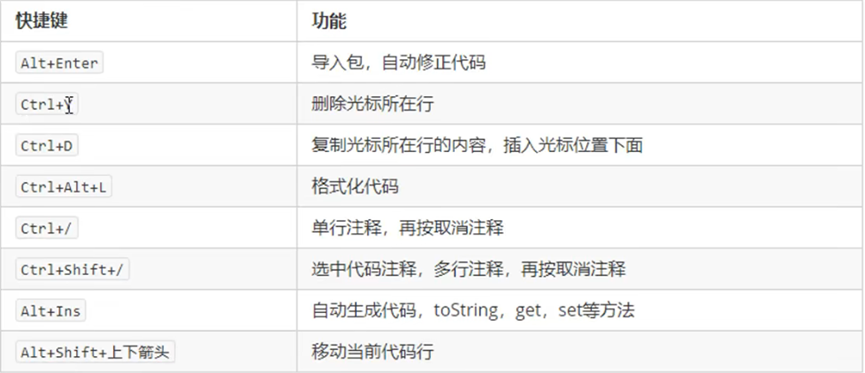 快捷键 功能
Alt+Enter 导入包，自动修正代码
Ctrl+Y 删除光标所在行
Ctrl+D 复制光标所在行的内容，插入光标位置下面
Ctrl+Alt+L 格式化代码
Ctrl+/ 单行注释，再按取消注释
Ctrl+Shift+/ 选中代码注释，多行注释，再按取消注释
Alt+Ins 自动生成代码，toString，get，set等方法
Alt+Shift+上下箭头 移动当前代码行